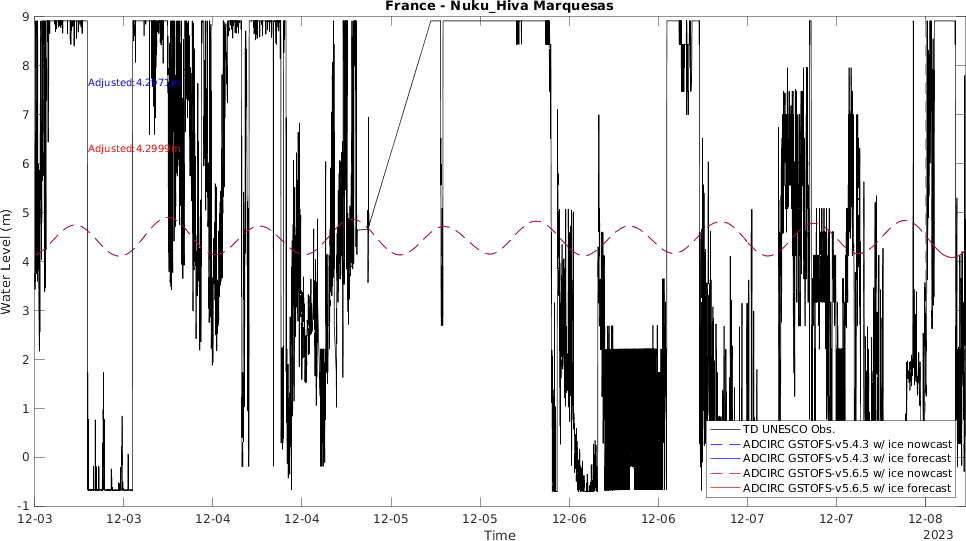 France - Nuku_Hiva Marquesas
9
8
7
6
5
4
3
2
1
0
-1
Water Level (m)
Adjusted:4.2971m
Adjusted:4.2999m
TD UNESCO Obs.
ADCIRC GSTOFS-v5.4.3 w/ ice nowcast
ADCIRC GSTOFS-v5.4.3 w/ ice forecast
ADCIRC GSTOFS-v5.6.5 w/ ice nowcast
ADCIRC GSTOFS-v5.6.5 w/ ice forecast
12-03 12-03 12-04 12-04 12-05 12-05 12-06 12-06 12-07 12-07 12-08
Time
2023